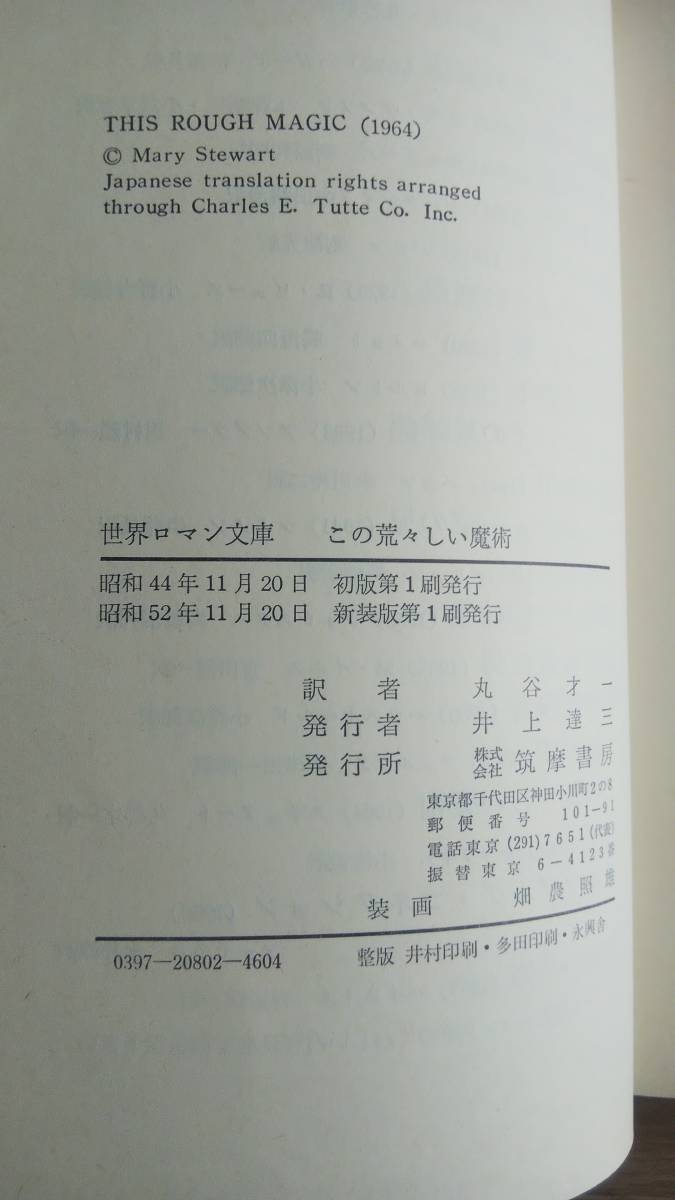 THIS ROUGH MAGIC (1964)
© Mary Stewart
Japanese translation rights arranged
through Charles E. Tutte Co. Inc.
世界ロマン文庫　この荒々しい魔術
昭和44年11月20日　初版第1刷発行
昭和52年11月20日　新装版第1刷発行
訳者　丸谷才一
発行者　井上達三
発行所　株式会社 筑摩書房
東京都千代田区神田小川町2の8
郵便番号　101-91
電話東京 (291) 7651 (代表)
振替東京 6-4123番
装画　畑農照雄
0397-20802-4604　整版 井村印刷・多田印刷・永興舎